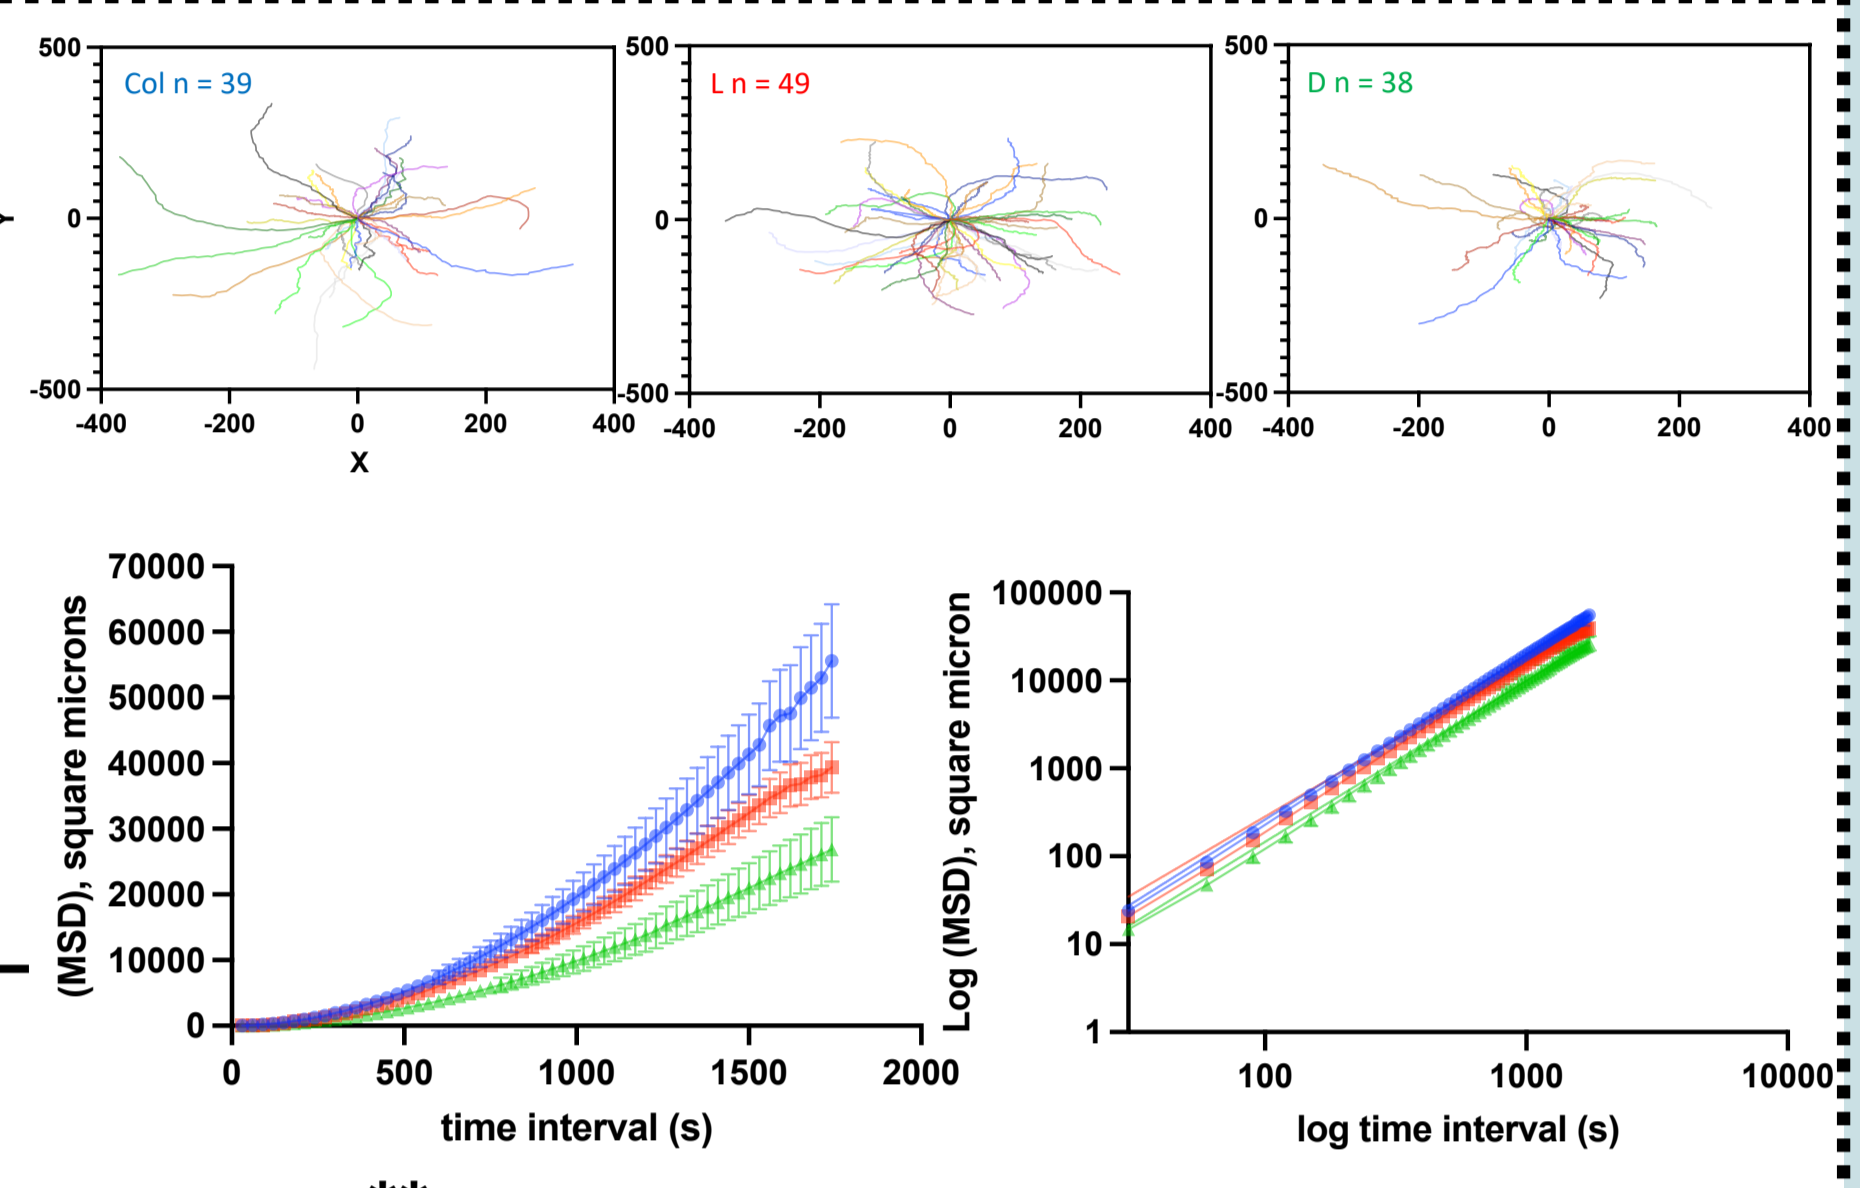 500
Col n = 39
0
-500
-400 -200 0 200 400
X
Y
500
L n = 49
0
-500
-400 -200 0 200 400
500
D n = 38
0
-500
-400 -200 0 200 400
70000
60000
50000
40000
30000
20000
10000
0
(MSD), square microns
0 500 1000 1500 2000
time interval (s)
100000
10000
1000
100
10
1
Log (MSD), square micron
100 1000 10000
log time interval (s)
**